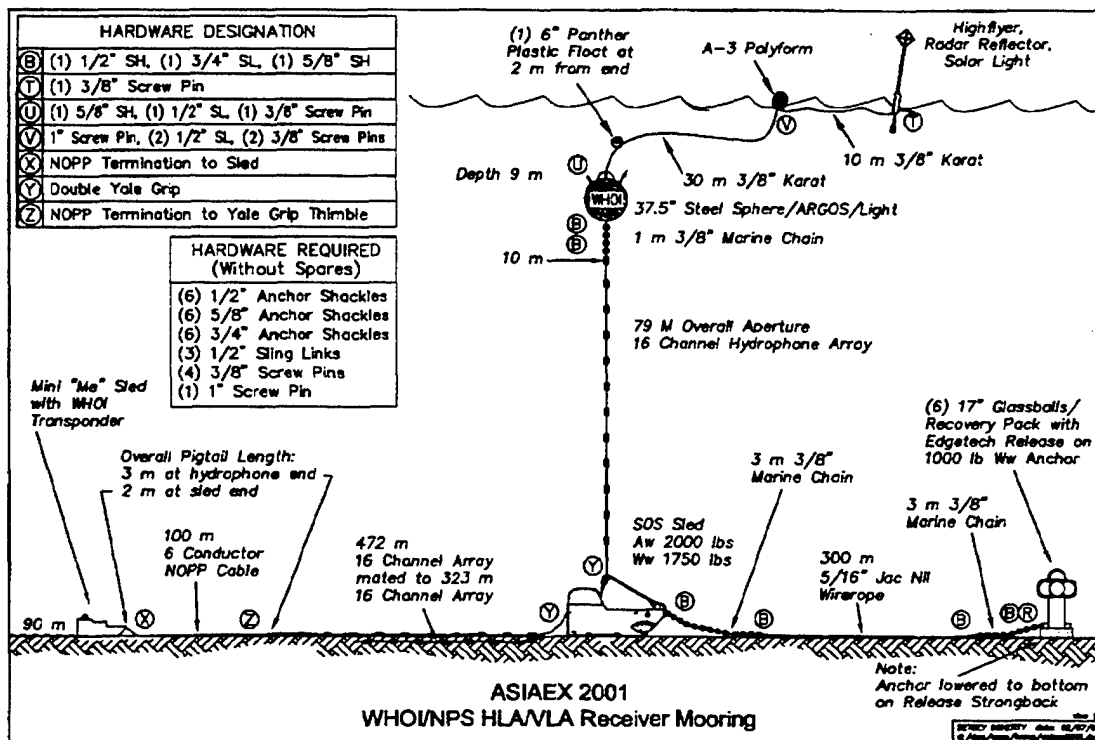 HARDWARE DESIGNATION
B (1) 1/2" SH, (1) 3/4" SL, (1) 5/8" SH
T (1) 3/8" Screw Pin
U (1) 5/8" SH, (1) 1/2" SL, (1) 3/8" Screw Pin
V 1" Screw Pin, (2) 1/2" SL, (2) 3/8" Screw Pins
X NOPP Termination to Sled
Y Double Yale Grip
Z NOPP Termination to Yale Grip Thimble
HARDWARE REQUIRED
(Without Spares)
(6) 1/2" Anchor Shackles
(6) 5/8" Anchor Shackles
(6) 3/4" Anchor Shackles
(3) 1/2" Sling Links
(4) 3/8" Screw Pins
(1) 1" Screw Pin
(1) 6" Panther
Plastic Float at
2 m from end
A-3 Polyform
Highflyer,
Radar Reflector,
Solar Light
V
T
10 m 3/8" Karat
30 m 3/8" Karat
Depth 9 m
U
WHOI
37.5" Steel Sphere/ARGOS/Light
B
B
1 m 3/8" Marine Chain
10 m
79 M Overall Aperture
16 Channel Hydrophone Array
Mini "Me" Sled
with WHOI
Transponder
Overall Pigtail Length:
3 m at hydrophone end
2 m at sled end
100 m
6 Conductor
NOPP Cable
472 m
16 Channel Array
mated to 323 m
16 Channel Array
SOS Sled
Aw 2000 lbs
Ww 1750 lbs
3 m 3/8"
Marine Chain
(6) 17" Glassballs/
Recovery Pack with
Edgetech Release on
1000 lb Ww Anchor
3 m 3/8"
Marine Chain
300 m
5/16" Jac Nil
Wirerope
90 m
X
Z
Y
Y
B
B
B
B R
Note:
Anchor lowered to bottom
on Release Strongback
ASIAEX 2001
WHOI/NPS HLA/VLA Receiver Mooring